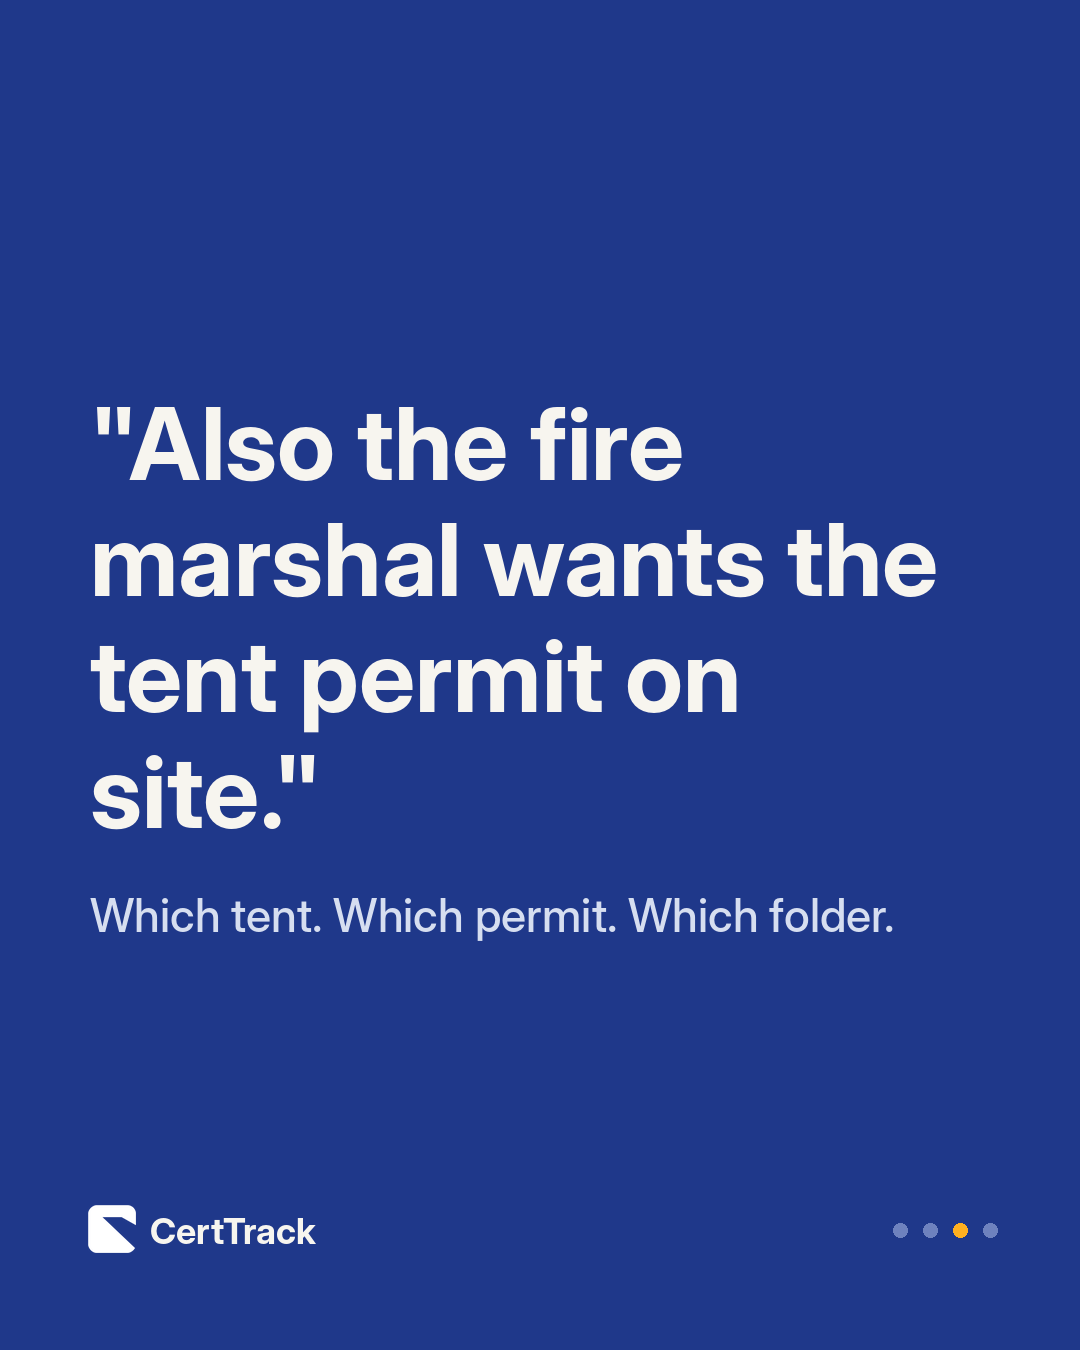 "Also the fire
marshal wants the
tent permit on
site."
Which tent. Which permit. Which folder.
CertTrack